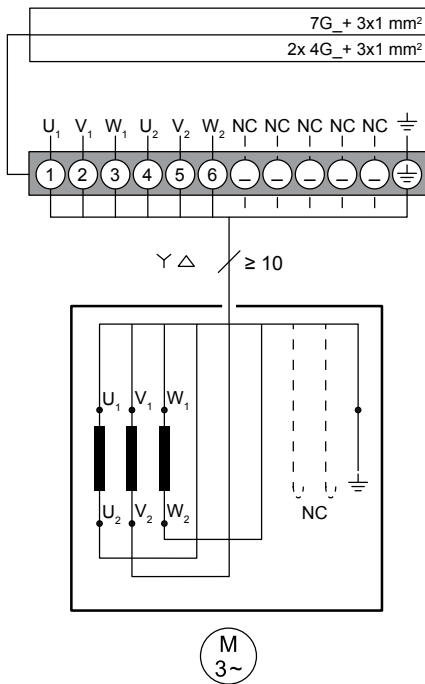 7G_+ 3x1 mm²
2x 4G_+ 3x1 mm²
U₁ V₁ W₁ U₂ V₂ W₂ NC NC NC NC NC
1 2 3 4 5 6 _ _ _ _ _
Y △ ≥ 10
U₁ V₁ W₁
U₂ V₂ W₂
NC
M
3~